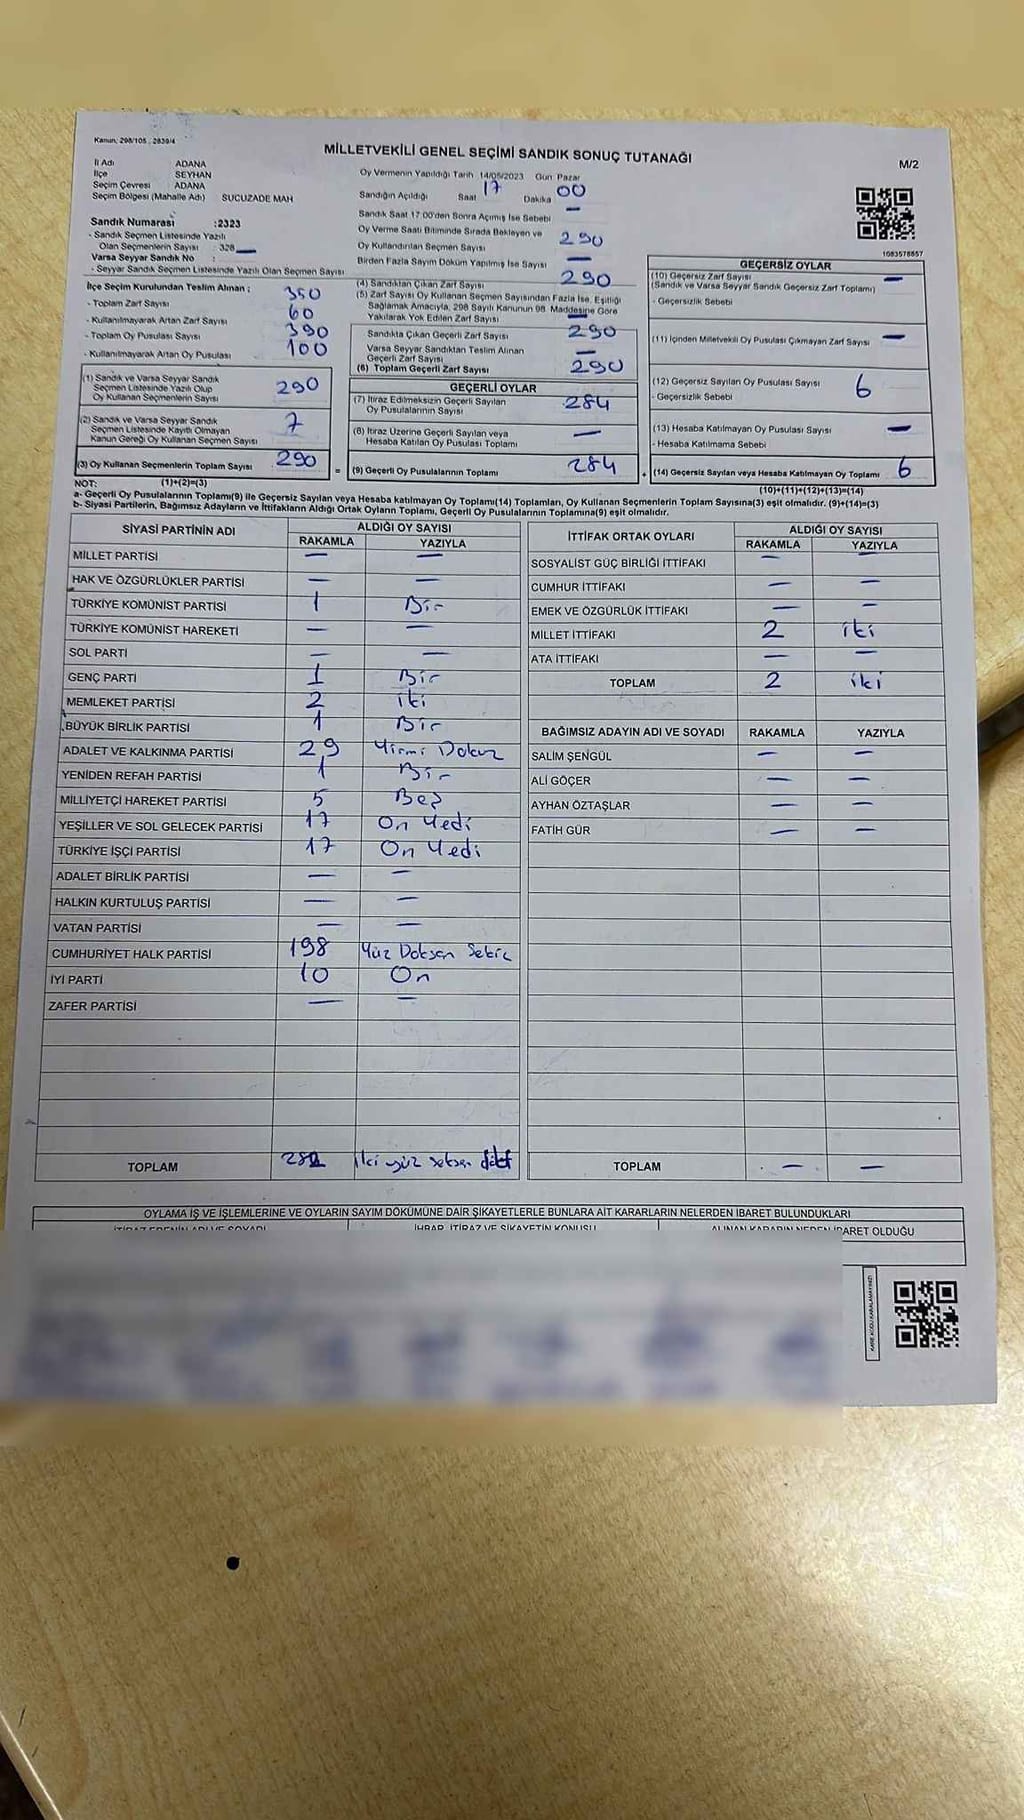 Kanun: 298/105 , 2839/4
MİLLETVEKİLİ GENEL SEÇİMİ SANDIK SONUÇ TUTANAĞI
M/2
İl Adı ADANA
İlçe SEYHAN
Seçim Çevresi ADANA
Seçim Bölgesi (Mahalle Adı) SUCUZADE MAH
Sandık Numarası :2323
- Sandık Seçmen Listesinde Yazılı
Olan Seçmenlerin Sayısı : 328 —
Varsa Seyyar Sandık No :
- Seyyar Sandık Seçmen Listesinde Yazılı Olan Seçmen Sayısı
İlçe Seçim Kurulundan Teslim Alınan ;
- Toplam Zarf Sayısı 350
- Kullanılmayarak Artan Zarf Sayısı 60
- Toplam Oy Pusulası Sayısı 390
- Kullanılmayarak Artan Oy Pusulası 100
(1) Sandık ve Varsa Seyyar Sandık
Seçmen Listesinde Yazılı Olup 290
Oy Kullanan Seçmenlerin Sayısı
(2) Sandık ve Varsa Seyyar Sandık
Seçmen Listesinde Kayıtlı Olmayan 7
Kanun Gereği Oy Kullanan Seçmen Sayısı
(3) Oy Kullanan Seçmenlerin Toplam Sayısı 290
Oy Vermenin Yapıldığı Tarih 14/05/2023 Gün: Pazar
Sandığın Açıldığı Saat 17 Dakika 00
Sandık Saat 17:00'den Sonra Açımış İse Sebebi —
Oy Verme Saati Bitiminde Sırada Bekleyen ve
Oy Kullandırılan Seçmen Sayısı 290
Birden Fazla Sayım Döküm Yapılmış İse Sayısı —
(4) Sandıktan Çıkan Zarf Sayısı 290
(5) Zarf Sayısı Oy Kullanan Seçmen Sayısından Fazla İse, Eşitliği
Sağlamak Amacıyla, 298 Sayılı Kanunun 98. Maddesine Göre
Yakılarak Yok Edilen Zarf Sayısı —
Sandıkta Çıkan Geçerli Zarf Sayısı 290
Varsa Seyyar Sandıktan Teslim Alınan
Geçerli Zarf Sayısı —
(6) Toplam Geçerli Zarf Sayısı 290
GEÇERLİ OYLAR
(7) İtiraz Edilmeksizin Geçerli Sayılan
Oy Pusulalarının Sayısı 284
(8) İtiraz Üzerine Geçerli Sayılan veya
Hesaba Katılan Oy Pusulası Toplamı —
= (9) Geçerli Oy Pusulalarının Toplamı 284
1083578857
GEÇERSİZ OYLAR
(10) Geçersiz Zarf Sayısı —
(Sandık ve Varsa Seyyar Sandık Geçersiz Zarf Toplamı)
- Geçersizlik Sebebi
(11) İçinden Milletvekili Oy Pusulası Çıkmayan Zarf Sayısı —
(12) Geçersiz Sayılan Oy Pusulası Sayısı 6
- Geçersizlik Sebebi
(13) Hesaba Katılmayan Oy Pusulası Sayısı —
- Hesaba Katılmama Sebebi
+ (14) Geçersiz Sayılan veya Hesaba Katılmayan Oy Toplamı 6
NOT: (1)+(2)=(3) (10)+(11)+(12)+(13)=(14)
a- Geçerli Oy Pusulalarının Toplamı(9) ile Geçersiz Sayılan veya Hesaba katılmayan Oy Toplamı(14) Toplamları, Oy Kullanan Seçmenlerin Toplam Sayısına(3) eşit olmalıdır. (9)+(14)=(3)
b- Siyasi Partilerin, Bağımsız Adayların ve İttifakların Aldığı Ortak Oyların Toplamı, Geçerli Oy Pusulalarının Toplamına(9) eşit olmalıdır.
SİYASİ PARTİNİN ADI ALDIĞI OY SAYISI
RAKAMLA YAZIYLA
MİLLET PARTİSİ — —
HAK VE ÖZGÜRLÜKLER PARTİSİ — —
TÜRKİYE KOMÜNİST PARTİSİ 1 Bir
TÜRKİYE KOMÜNİST HAREKETİ — —
SOL PARTİ — —
GENÇ PARTİ 1 Bir
MEMLEKET PARTİSİ 2 iki
BÜYÜK BİRLİK PARTİSİ 1 Bir
ADALET VE KALKINMA PARTİSİ 29 Yirmi Dokuz
YENİDEN REFAH PARTİSİ 1 Bir
MİLLİYETÇİ HAREKET PARTİSİ 5 Beş
YEŞİLLER VE SOL GELECEK PARTİSİ 17 On Yedi
TÜRKİYE İŞÇİ PARTİSİ 17 On Yedi
ADALET BİRLİK PARTİSİ — —
HALKIN KURTULUŞ PARTİSİ — —
VATAN PARTİSİ — —
CUMHURİYET HALK PARTİSİ 198 Yüz Doksan Sekiz
İYİ PARTİ 10 On
ZAFER PARTİSİ — —
TOPLAM 282 iki yüz seksen
İTTİFAK ORTAK OYLARI ALDIĞI OY SAYISI
RAKAMLA YAZIYLA
SOSYALİST GÜÇ BİRLİĞİ İTTİFAKI — —
CUMHUR İTTİFAKI — —
EMEK VE ÖZGÜRLÜK İTTİFAKI — —
MİLLET İTTİFAKI 2 iki
ATA İTTİFAKI — —
TOPLAM 2 iki
BAĞIMSIZ ADAYIN ADI VE SOYADI RAKAMLA YAZIYLA
SALİM ŞENGÜL — —
ALİ GÖÇER — —
AYHAN ÖZTAŞLAR — —
FATİH GÜR — —
TOPLAM — —
OYLAMA İŞ VE İŞLEMLERİNE VE OYLARIN SAYIM DÖKÜMÜNE DAİR ŞİKAYETLERLE BUNLARA AİT KARARLARIN NELERDEN İBARET BULUNDUKLARI
İTİRAZ EDENİN ADI VE SOYADI İHBAR, İTİRAZ VE ŞİKAYETİN KONUSU ALINAN KARARIN NEDEN İBARET OLDUĞU